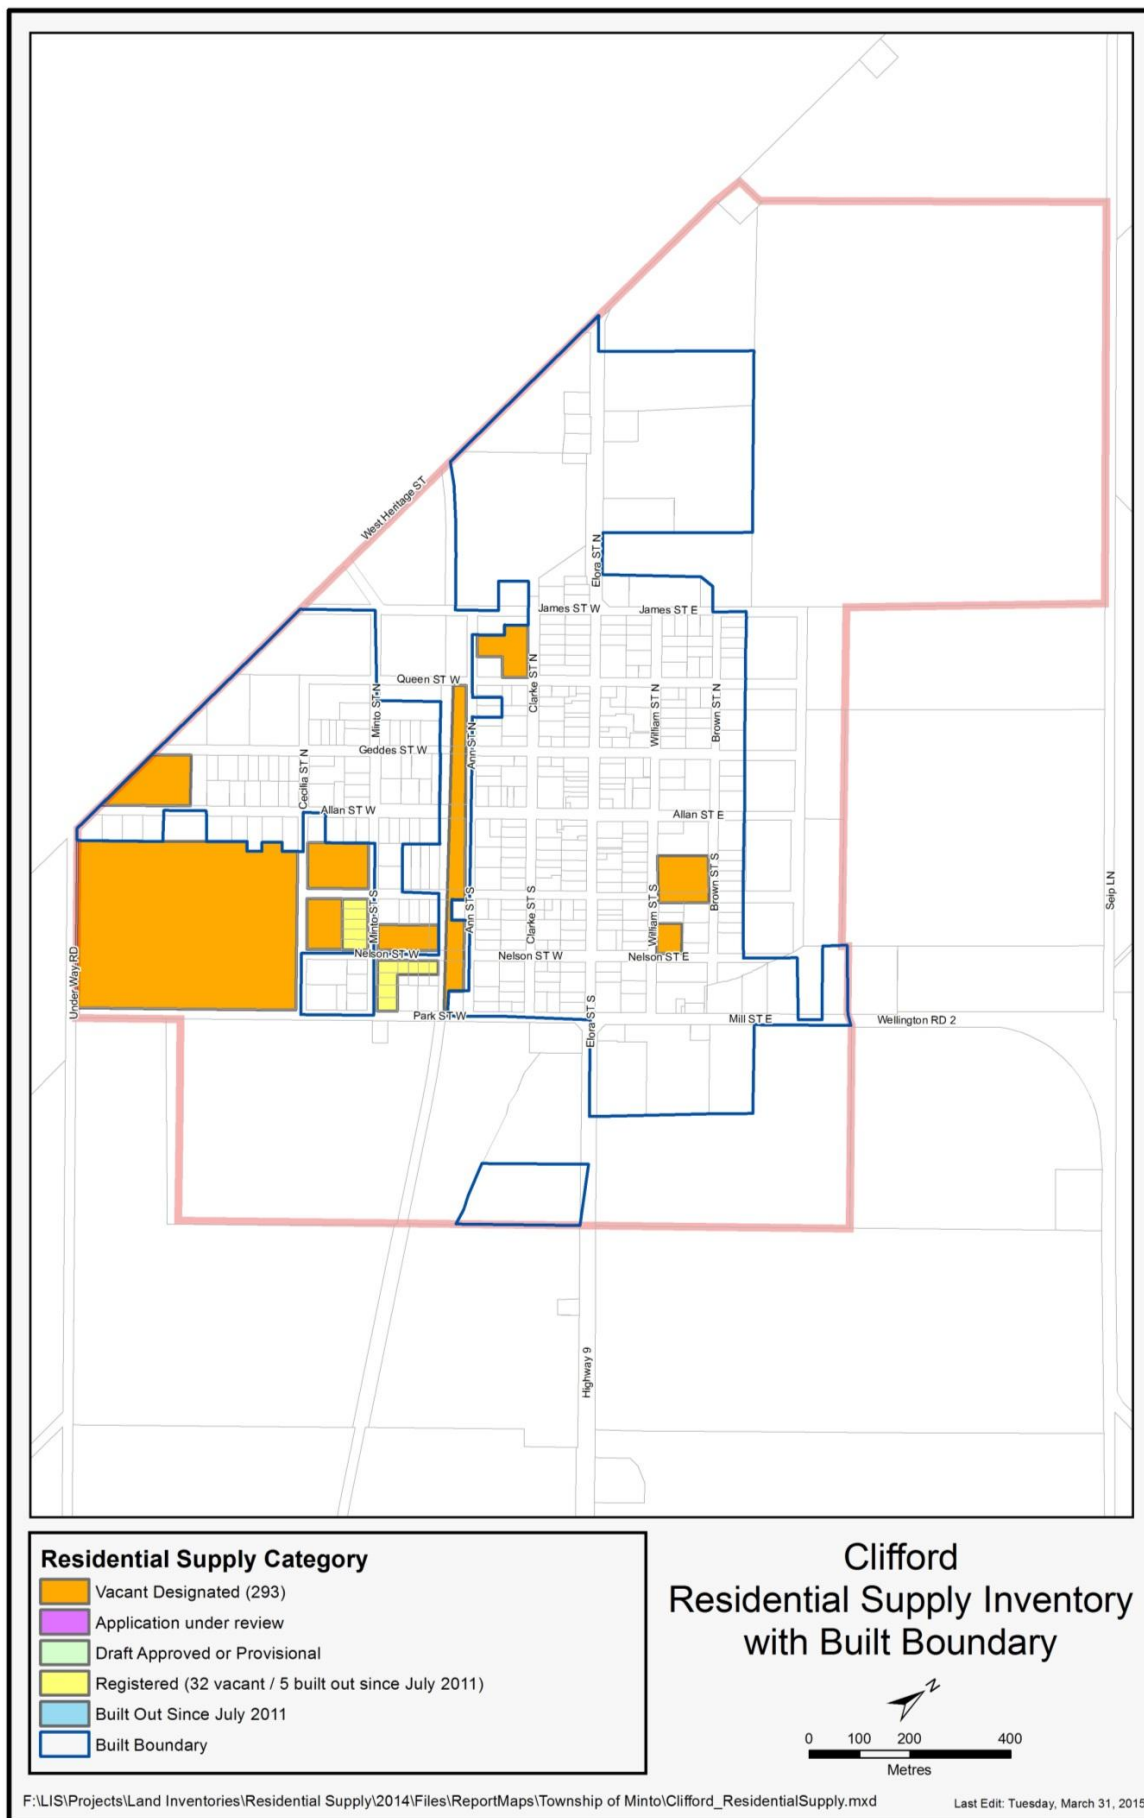 West Heritage ST
Elora ST N
James ST W
James ST E
Clarke ST N
Queen ST W
Minto ST N
William ST N
Brown ST N
Ann ST N
Geddes ST W
Cecilia ST N
Allan ST W
Allan ST E
Brown ST S
Seip LN
Minto ST S
Ann ST S
Clarke ST S
William ST S
Nelson ST W
Nelson ST W
Nelson ST E
Under Way RD
Park ST W
Elora ST S
Mill ST E
Wellington RD 2
Highway 9
Residential Supply Category
Vacant Designated (293)
Application under review
Draft Approved or Provisional
Registered (32 vacant / 5 built out since July 2011)
Built Out Since July 2011
Built Boundary
Clifford
Residential Supply Inventory
with Built Boundary
N
0 100 200 400
Metres
F:\LIS\Projects\Land Inventories\Residential Supply\2014\Files\ReportMaps\Township of Minto\Clifford_ResidentialSupply.mxd
Last Edit: Tuesday, March 31, 2015